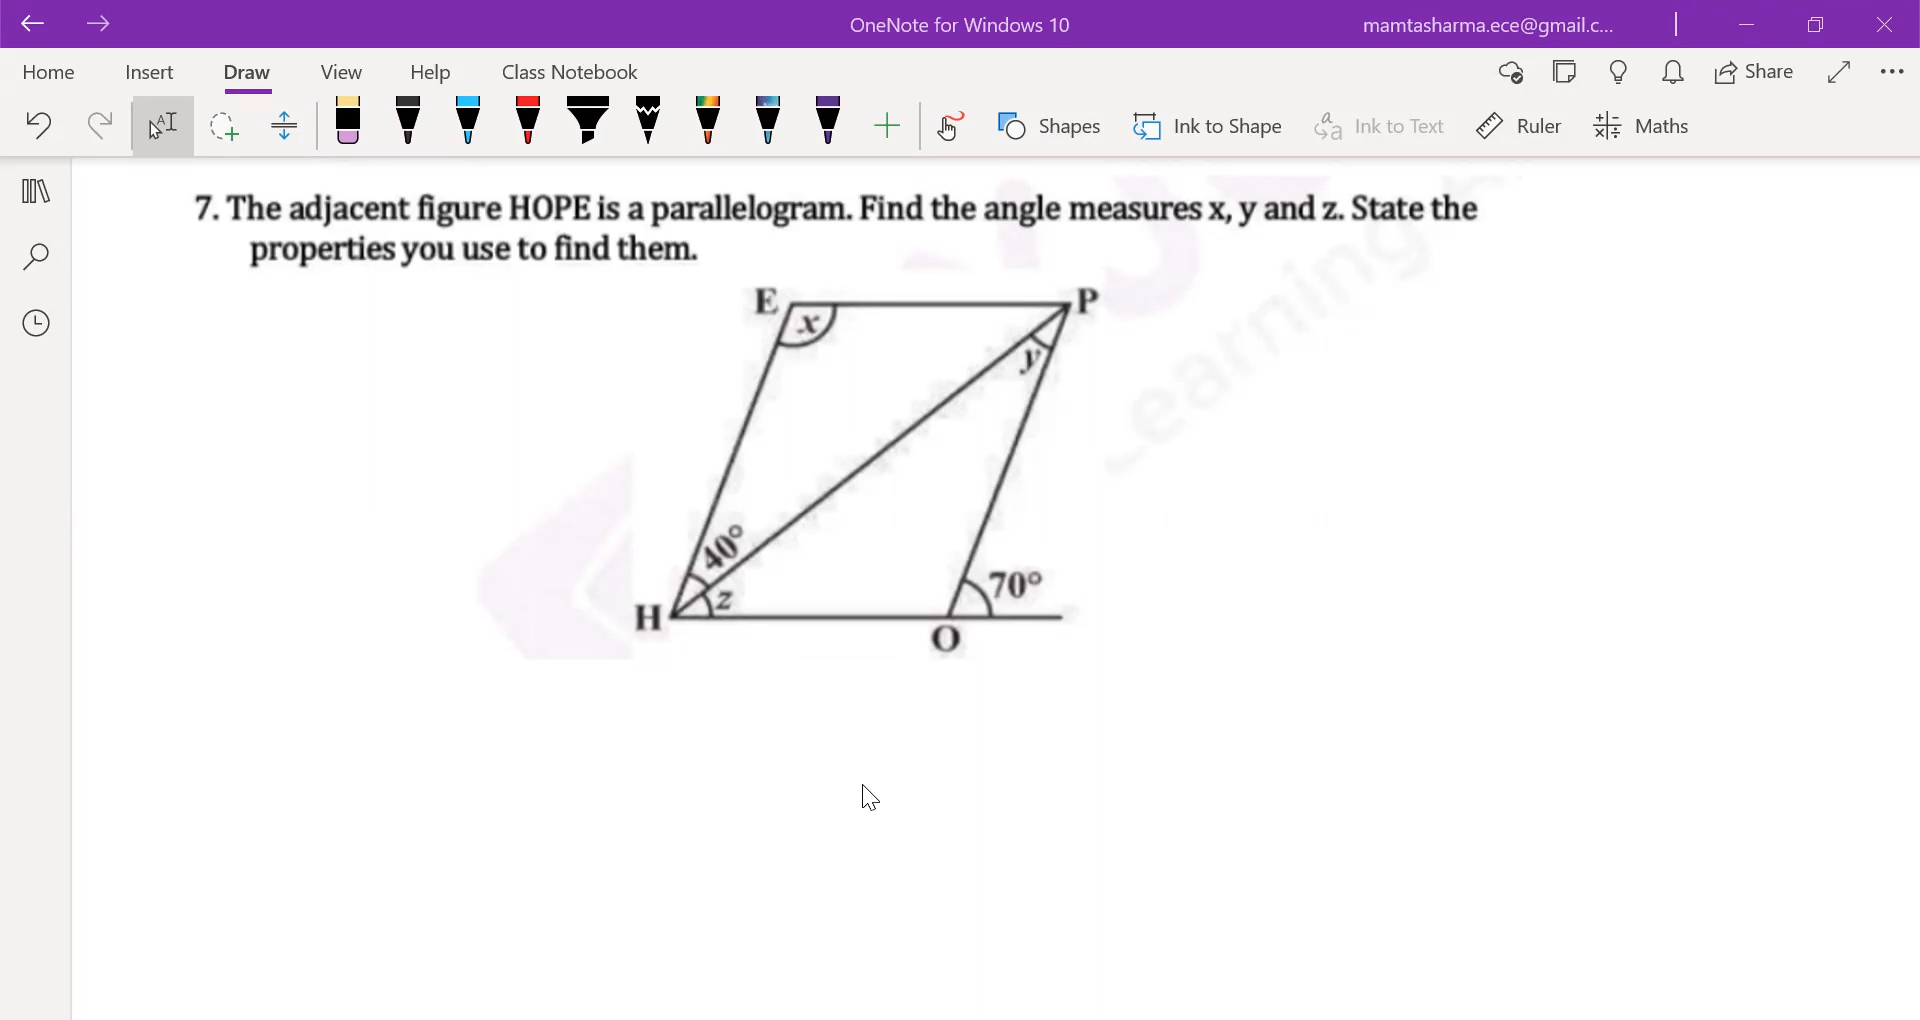 OneNote for Windows 10
mamtasharma.ece@gmail.c...
Home Insert Draw View Help Class Notebook
Share
Shapes Ink to Shape Ink to Text Ruler Maths
7. The adjacent figure HOPE is a parallelogram. Find the angle measures x, y and z. State the
properties you use to find them.
E
P
x
y
40°
z
70°
H
O
Learning